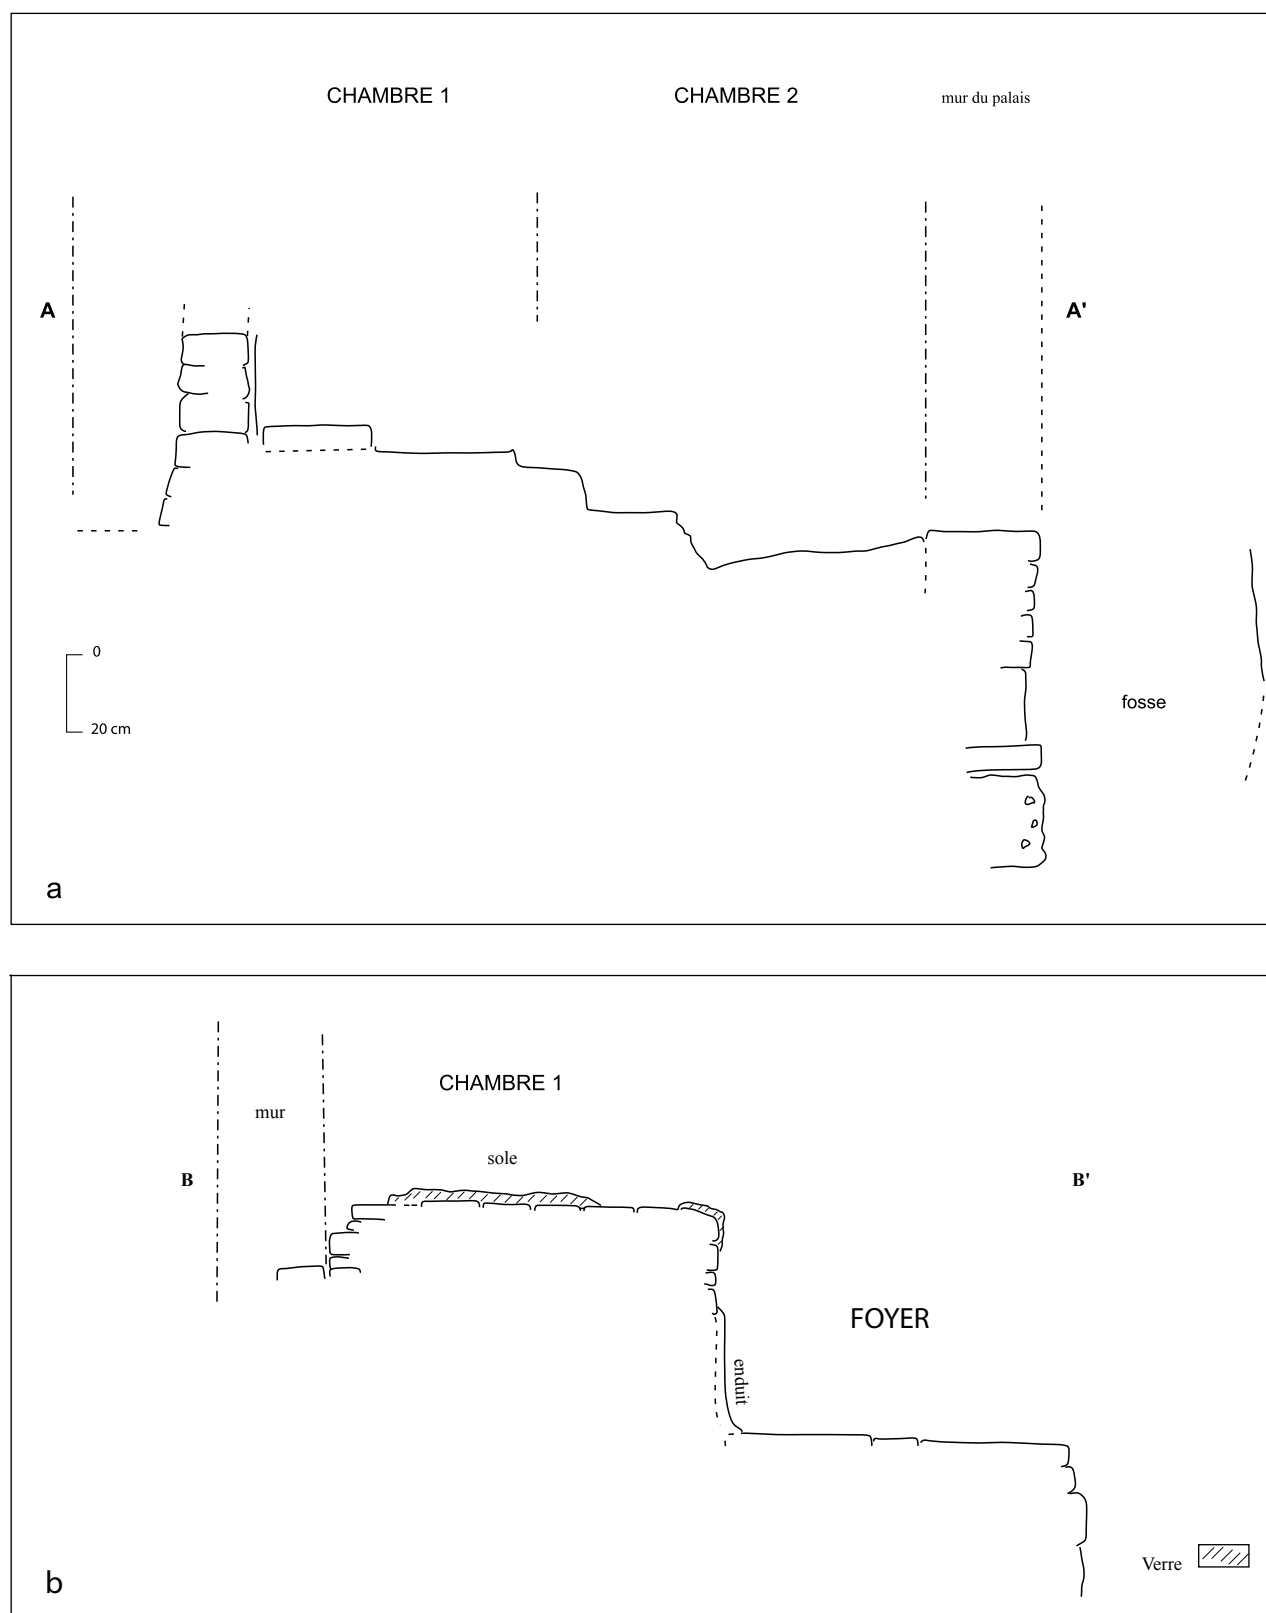 CHAMBRE 1 CHAMBRE 2 mur du palais
A A'
0
20 cm
fosse
a
CHAMBRE 1
mur
sole
B B'
FOYER
enduit
Verre
b